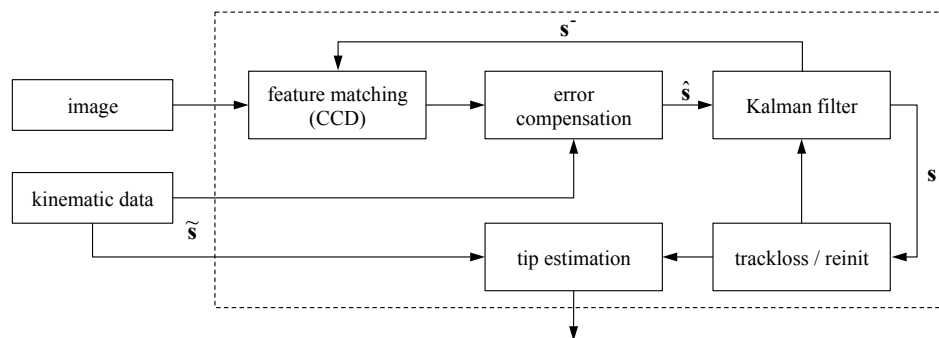 s⁻
image
feature matching
(CCD)
error
compensation
ŝ
Kalman filter
kinematic data
s̃
s
tip estimation
trackloss / reinit